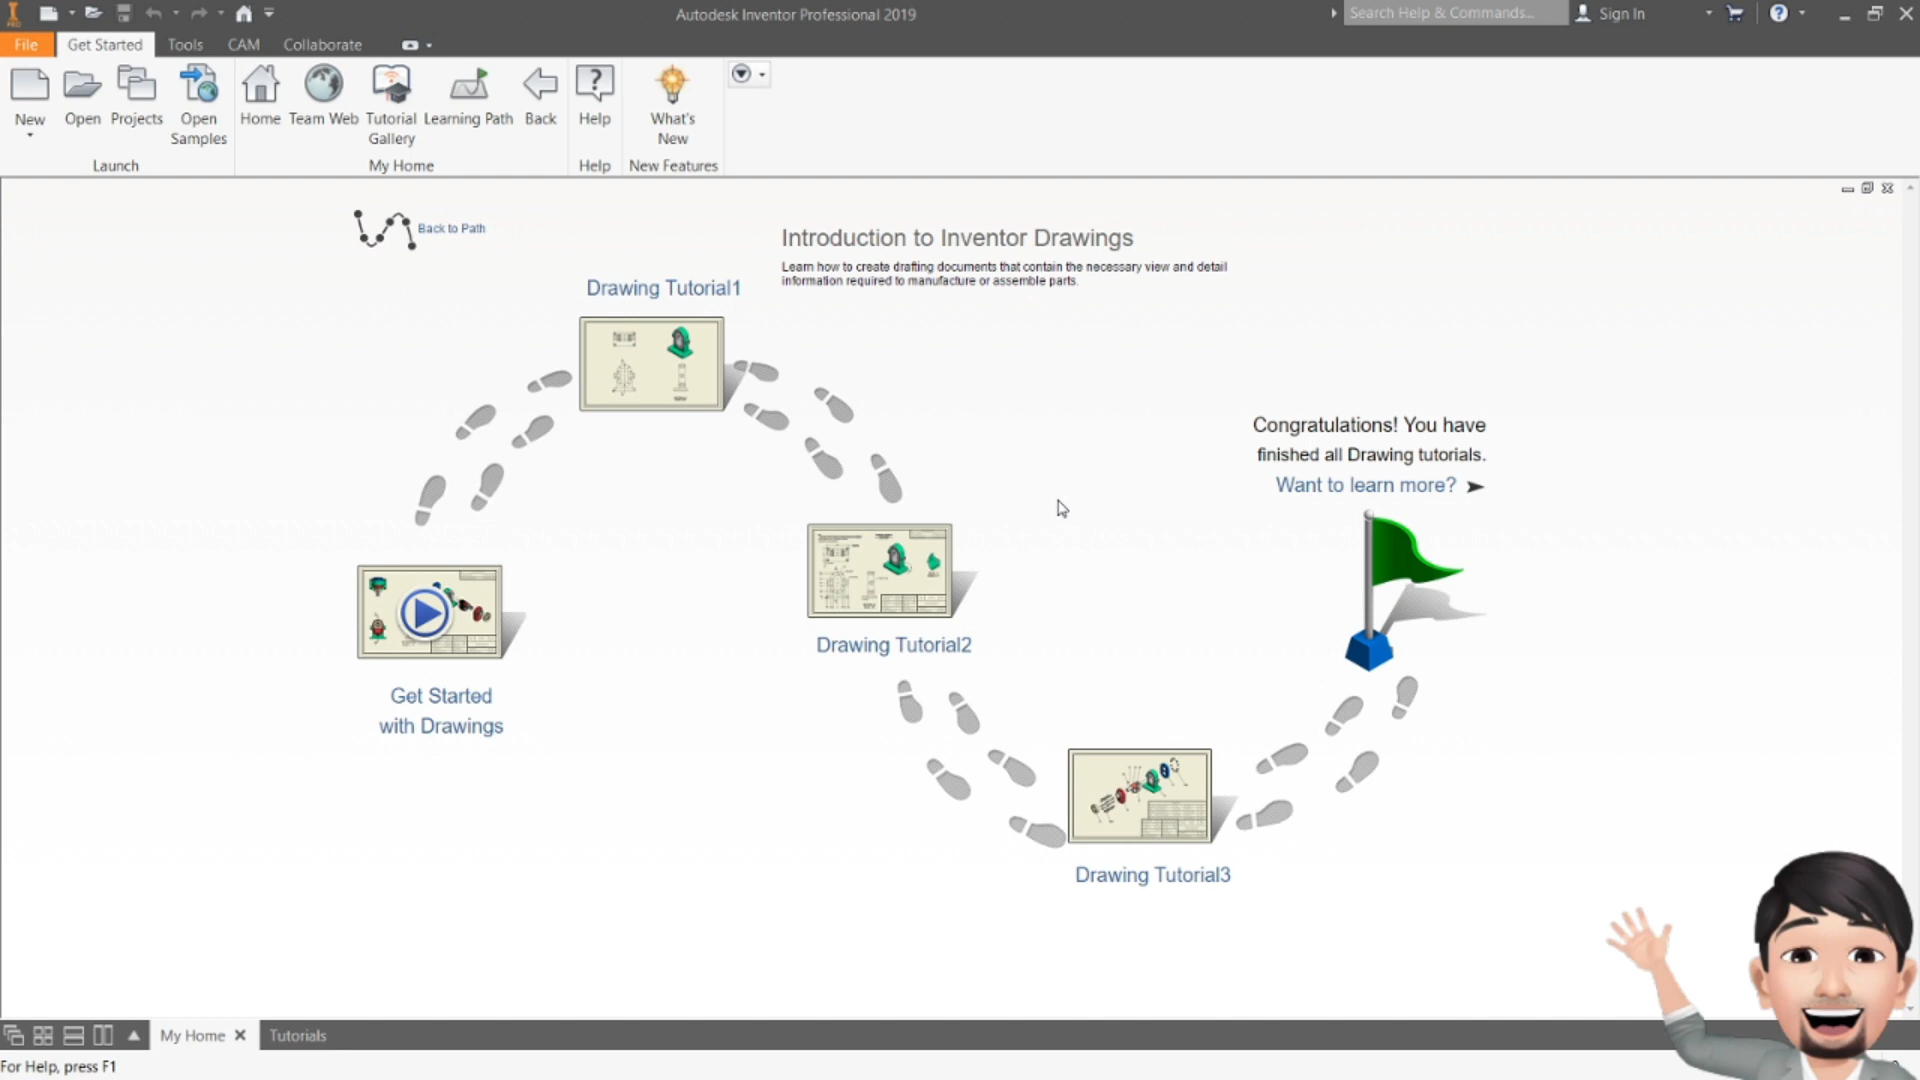 Autodesk Inventor Professional 2019
Search Help & Commands...
Sign In
File
Get Started
Tools
CAM
Collaborate
New
Open
Projects
Open Samples
Home
Team Web
Tutorial Gallery
Learning Path
Back
Help
What's New
Launch
My Home
Help
New Features
Back to Path
Introduction to Inventor Drawings
Learn how to create drafting documents that contain the necessary view and detail
information required to manufacture or assemble parts.
Drawing Tutorial1
Congratulations! You have
finished all Drawing tutorials.
Want to learn more?
Drawing Tutorial2
Get Started
with Drawings
Drawing Tutorial3
My Home
Tutorials
For Help, press F1